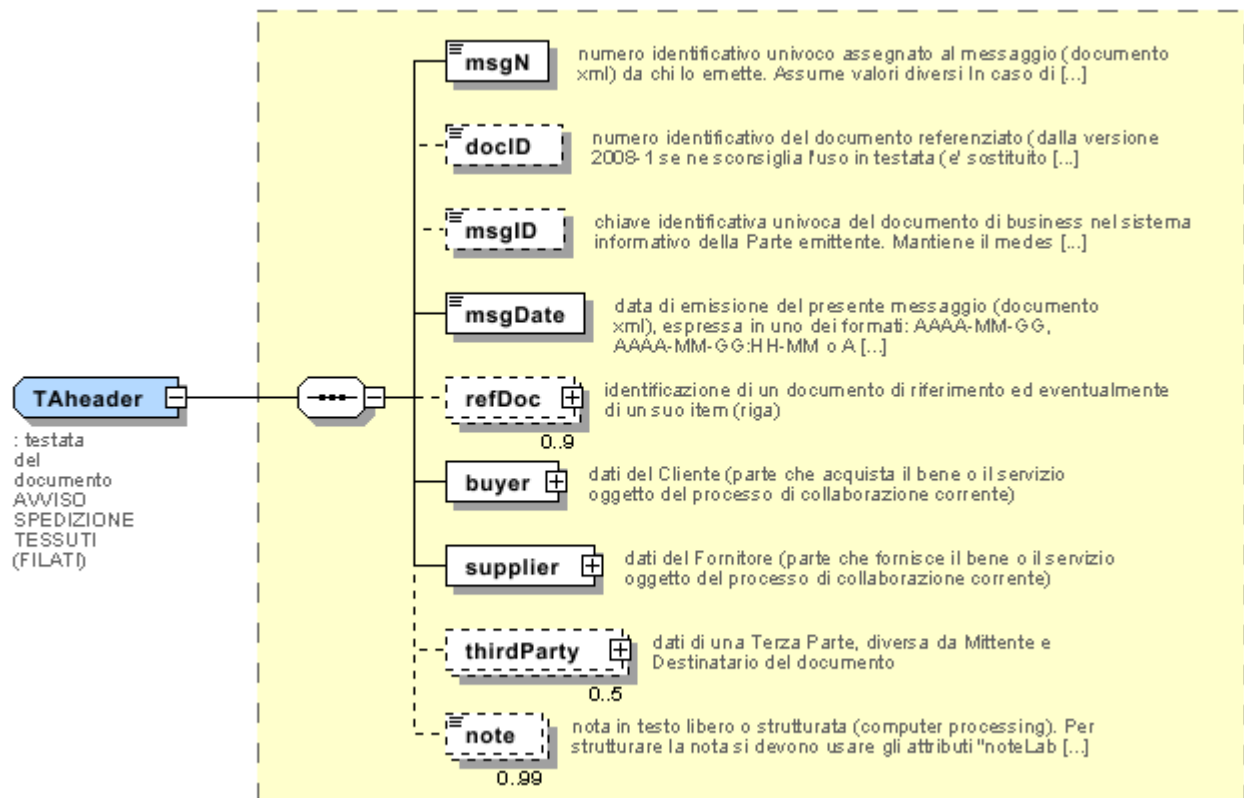 msgN
numero identificativo univoco assegnato al messaggio (documento
xml) da chi lo emette. Assume valori diversi In caso di [...]
docID
numero identificativo del documento referenziato (dalla versione
2008-1 se ne sconsiglia l'uso in testata (e' sostituito [...]
msgID
chiave identificativa univoca del documento di business nel sistema
informativo della Parte emittente. Mantiene il medes [...]
msgDate
data di emissione del presente messaggio (documento
xml), espressa in uno dei formati: AAAA-MM-GG,
AAAA-MM-GG:HH-MM o A [...]
TAheader
: testata
del
documento
AVVISO
SPEDIZIONE
TESSUTI
(FILATI)
refDoc
0..9
identificazione di un documento di riferimento ed eventualmente
di un suo item (riga)
buyer
dati del Cliente (parte che acquista il bene o il servizio
oggetto del processo di collaborazione corrente)
supplier
dati del Fornitore (parte che fornisce il bene o il servizio
oggetto del processo di collaborazione corrente)
thirdParty
0..5
dati di una Terza Parte, diversa da Mittente e
Destinatario del documento
note
0..99
nota in testo libero o strutturata (computer processing). Per
strutturare la nota si devono usare gli attributi "noteLab [...]